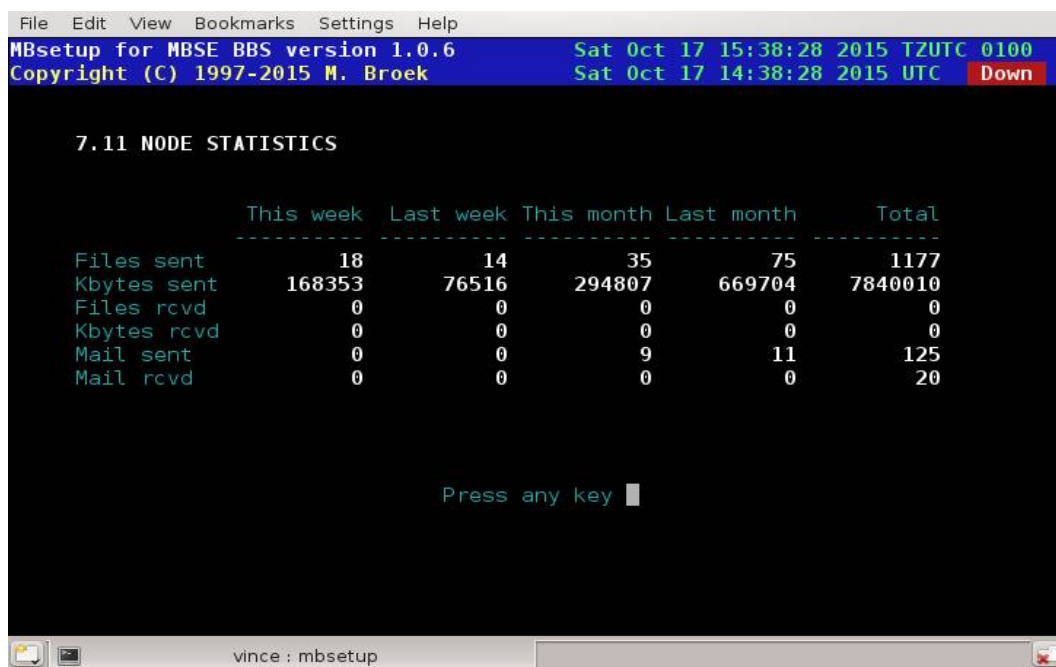 File Edit View Bookmarks Settings Help
MBsetup for MBSE BBS version 1.0.6 Sat Oct 17 15:38:28 2015 TZUTC 0100
Copyright (C) 1997-2015 M. Broek Sat Oct 17 14:38:28 2015 UTC Down
7.11 NODE STATISTICS
This week Last week This month Last month Total
---------- ---------- ---------- ---------- ----------
Files sent 18 14 35 75 1177
Kbytes sent 168353 76516 294807 669704 7840010
Files rcvd 0 0 0 0 0
Kbytes rcvd 0 0 0 0 0
Mail sent 0 0 9 11 125
Mail rcvd 0 0 0 0 20
Press any key
vince : mbsetup